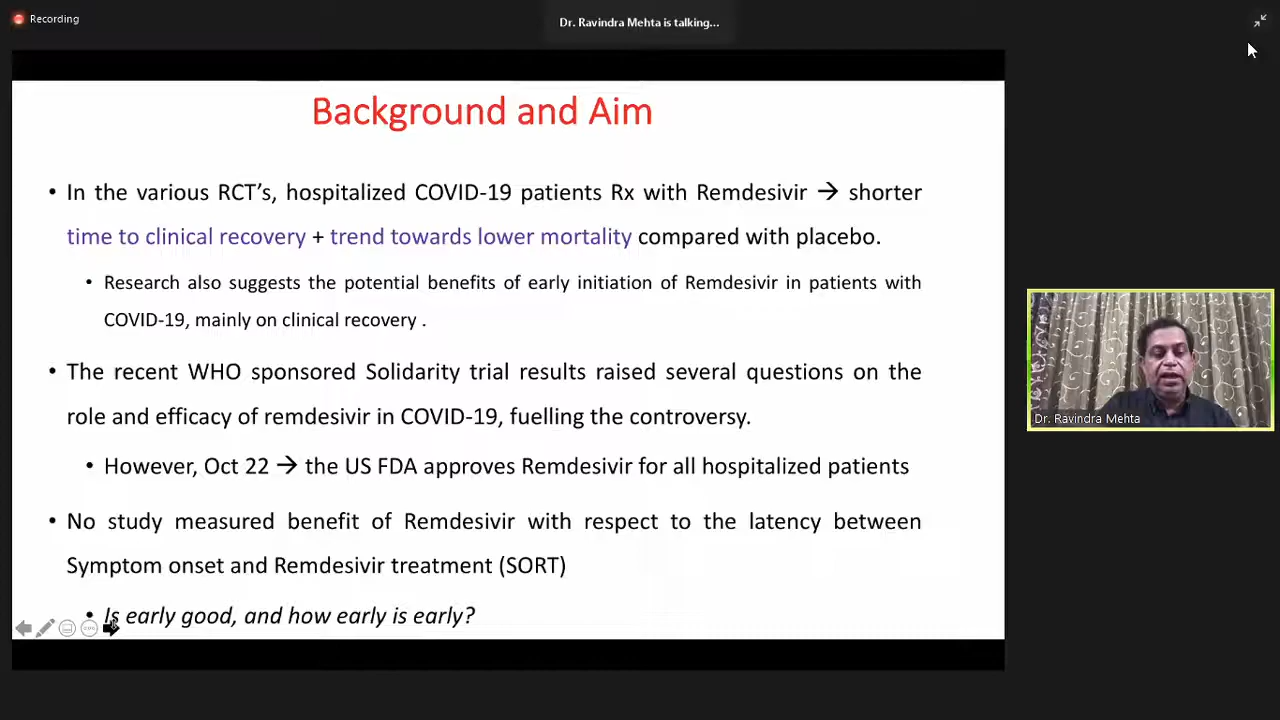 Recording
Dr. Ravindra Mehta is talking...
Background and Aim
• In the various RCT's, hospitalized COVID-19 patients Rx with Remdesivir → shorter
time to clinical recovery + trend towards lower mortality compared with placebo.
• Research also suggests the potential benefits of early initiation of Remdesivir in patients with
COVID-19, mainly on clinical recovery .
• The recent WHO sponsored Solidarity trial results raised several questions on the
role and efficacy of remdesivir in COVID-19, fuelling the controversy.
• However, Oct 22 → the US FDA approves Remdesivir for all hospitalized patients
• No study measured benefit of Remdesivir with respect to the latency between
Symptom onset and Remdesivir treatment (SORT)
• Is early good, and how early is early?
Dr. Ravindra Mehta